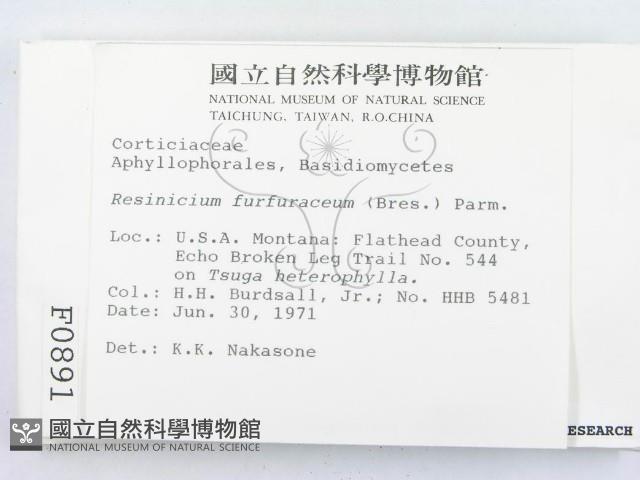 國立自然科學博物館
NATIONAL MUSEUM OF NATURAL SCIENCE
TAICHUNG, TAIWAN, R.O.CHINA
Corticiaceae
Aphyllophorales, Basidiomycetes
Resinicium furfuraceum (Bres.) Parm.
Loc.: U.S.A. Montana: Flathead County,
Echo Broken Leg Trail No. 544
on Tsuga heterophylla.
Col.: H.H. Burdsall, Jr.; No. HHB 5481
Date: Jun. 30, 1971
Det.: K.K. Nakasone
F0891
ESEARCH
國立自然科學博物館
NATIONAL MUSEUM OF NATURAL SCIENCE